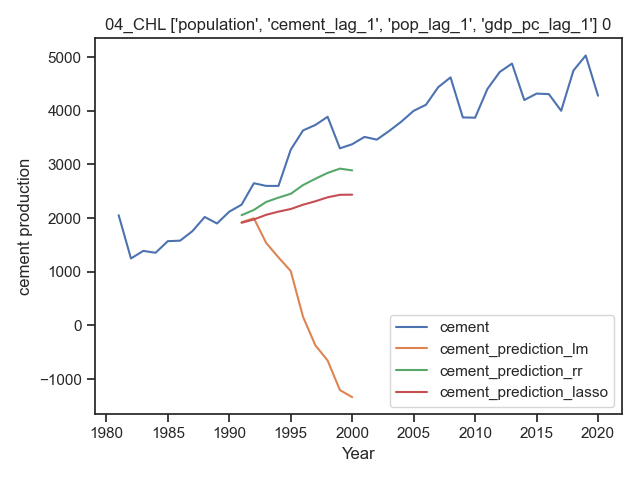 04_CHL ['population', 'cement_lag_1', 'pop_lag_1', 'gdp_pc_lag_1'] 0
5000
4000
3000
2000
1000
0
−1000
cement production
1980
1985
1990
1995
2000
2005
2010
2015
2020
Year
cement
cement_prediction_lm
cement_prediction_rr
cement_prediction_lasso